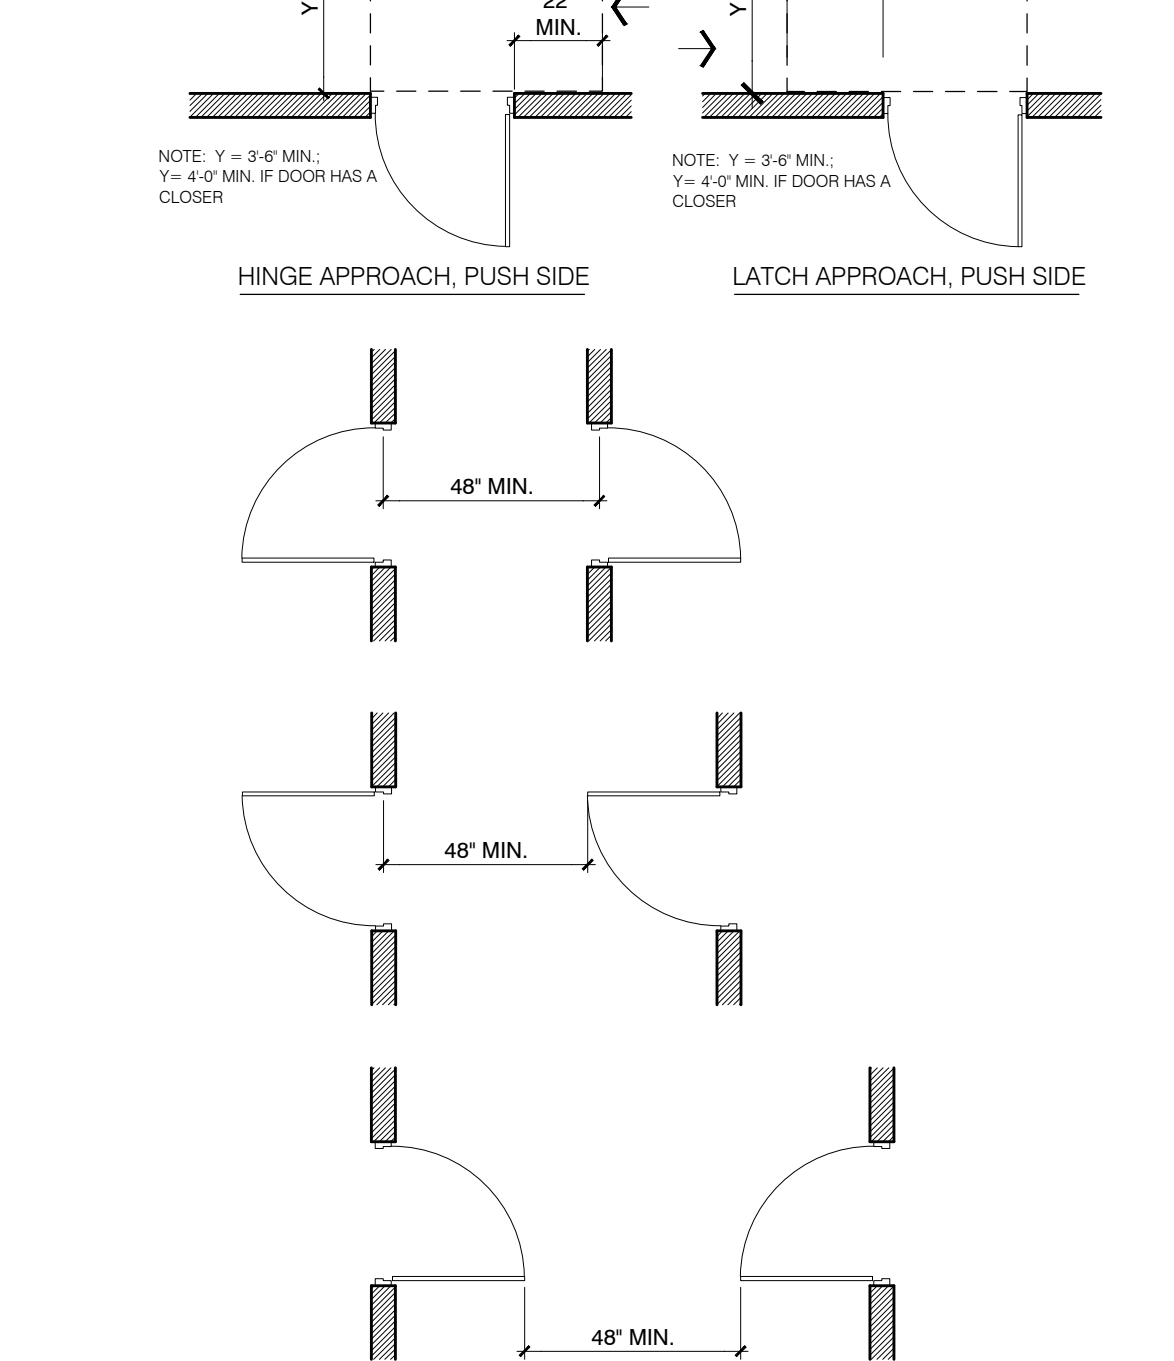 Y
22"
MIN.
Y
NOTE:  Y = 3'-6" MIN.;
Y= 4'-0" MIN. IF DOOR HAS A
CLOSER
NOTE:  Y = 3'-6" MIN.;
Y= 4'-0" MIN. IF DOOR HAS A
CLOSER
HINGE APPROACH, PUSH SIDE
LATCH APPROACH, PUSH SIDE
48" MIN.
48" MIN.
48" MIN.